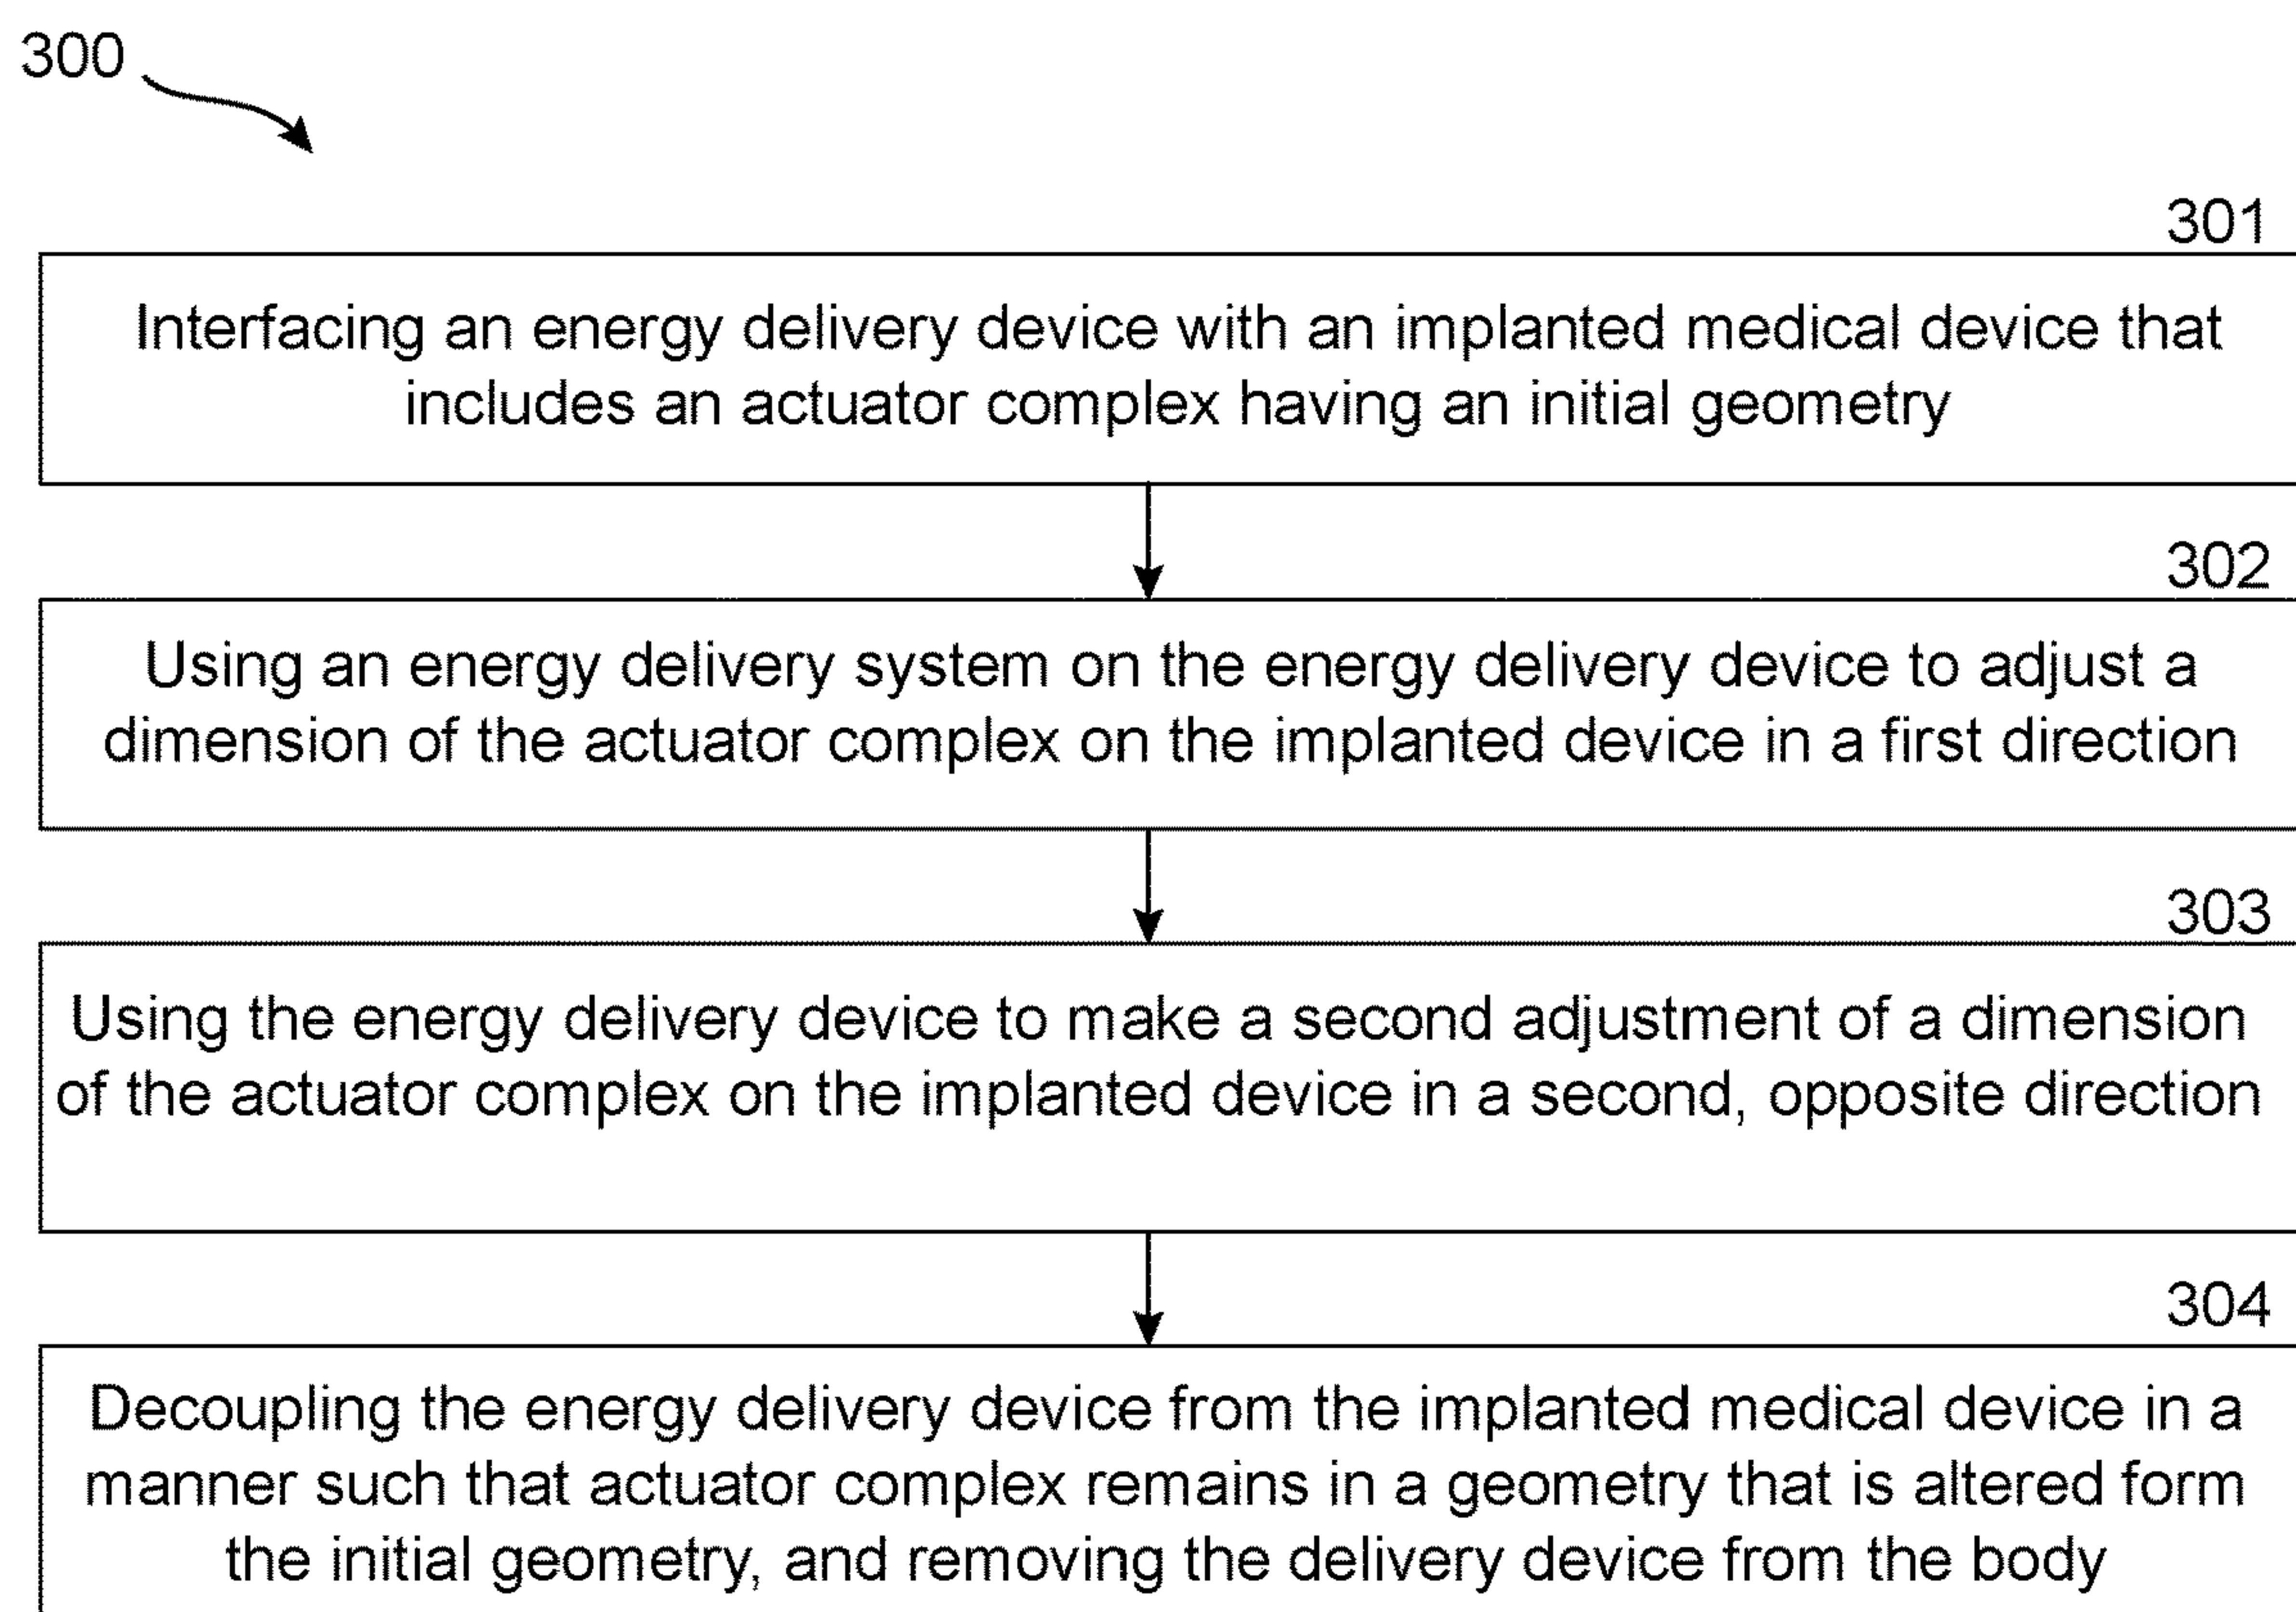 300
301
Interfacing an energy delivery device with an implanted medical device that
includes an actuator complex having an initial geometry
302
Using an energy delivery system on the energy delivery device to adjust a
dimension of the actuator complex on the implanted device in a first direction
303
Using the energy delivery device to make a second adjustment of a dimension
of the actuator complex on the implanted device in a second, opposite direction
304
Decoupling the energy delivery device from the implanted medical device in a
manner such that actuator complex remains in a geometry that is altered form
the initial geometry, and removing the delivery device from the body